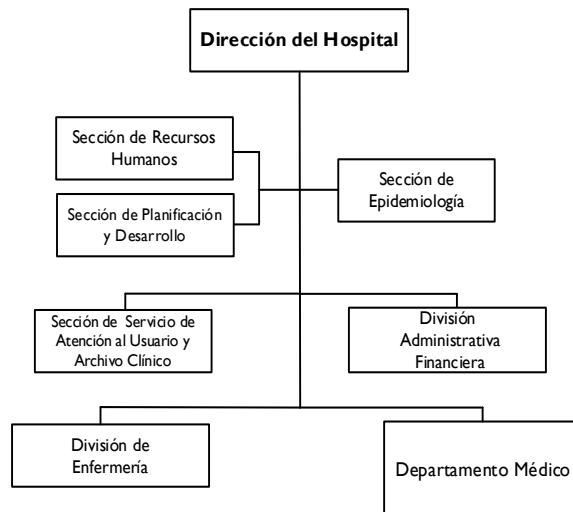 Dirección del Hospital
Sección de Recursos
Humanos
Sección de Planificación
y Desarrollo
Sección de
Epidemiología
Sección de Servicio de
Atención al Usuario y
Archivo Clínico
División
Administrativa
Financiera
División de
Enfermería
Departamento Médico